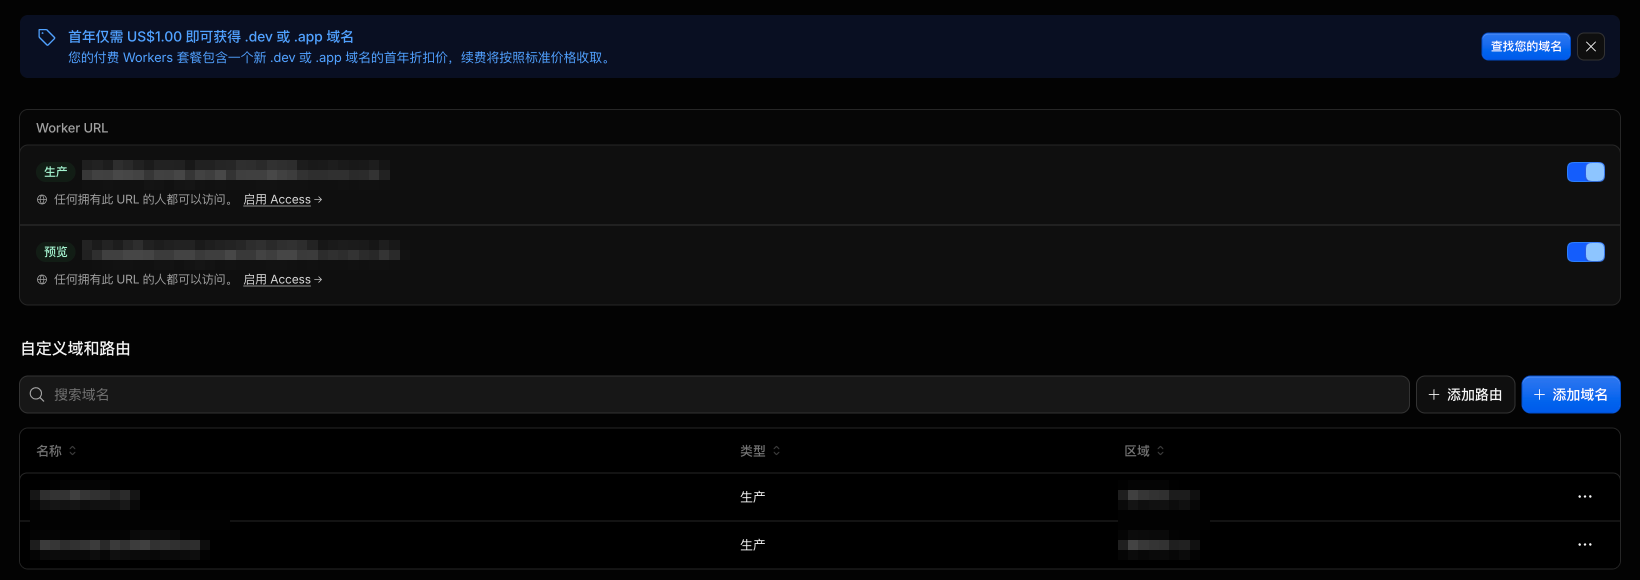 首年仅需 US$1.00 即可获得 .dev 或 .app 域名
您的付费 Workers 套餐包含一个新 .dev 或 .app 域名的首年折扣价，续费将按照标准价格收取。
查找您的域名
Worker URL
生产
任何拥有此 URL 的人都可以访问。 启用 Access →
预览
任何拥有此 URL 的人都可以访问。 启用 Access →
自定义域和路由
搜索域名
+ 添加路由
+ 添加域名
名称 类型 区域
生产
生产